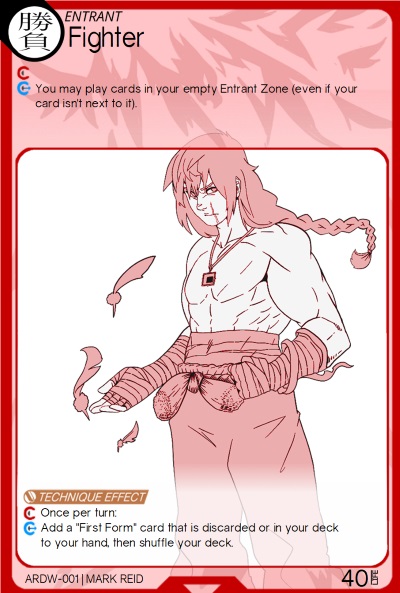 勝負
ENTRANT
Fighter
C
E You may play cards in your empty Entrant Zone (even if your
card isn't next to it).
TECHNIQUE EFFECT
C Once per turn:
E Add a "First Form" card that is discarded or in your deck
to your hand, then shuffle your deck.
ARDW-001 | MARK REID
40 LIFE